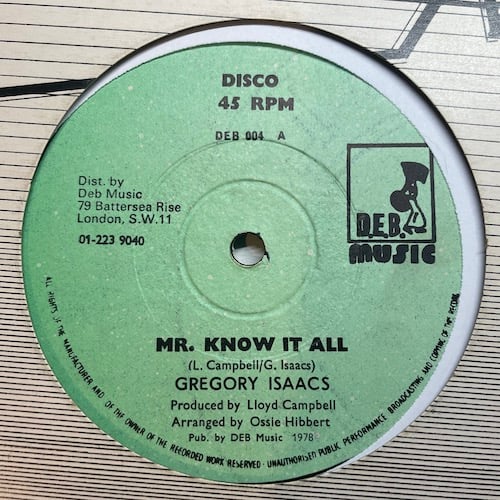 DISCO
45 RPM
DEB 004 A
Dist. by
Deb Music
79 Battersea Rise
London, S.W.11
01-223 9040
D.E.B.
MUSIC
MR. KNOW IT ALL
(L. Campbell/G. Isaacs)
GREGORY ISAACS
Produced by Lloyd Campbell
Arranged by Ossie Hibbert
Pub. by DEB Music 1978
ALL RIGHTS OF THE MANUFACTURER AND OF THE OWNER OF THE RECORDED WORK RESERVED · UNAUTHORISED PUBLIC PERFORMANCE BROADCASTING AND COPYING OF THIS RECORD